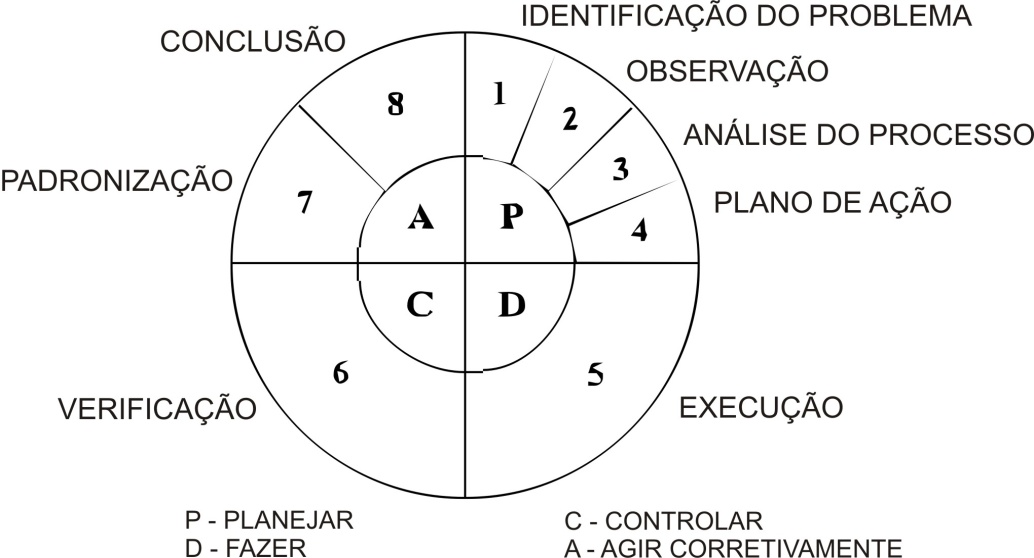 IDENTIFICAÇÃO DO PROBLEMA
CONCLUSÃO
OBSERVAÇÃO
1
8
2
ANÁLISE DO PROCESSO
3
PADRONIZAÇÃO
7
PLANO DE AÇÃO
A
P
4
C
D
6
5
VERIFICAÇÃO
EXECUÇÃO
P - PLANEJAR
D - FAZER
C - CONTROLAR
A - AGIR CORRETIVAMENTE